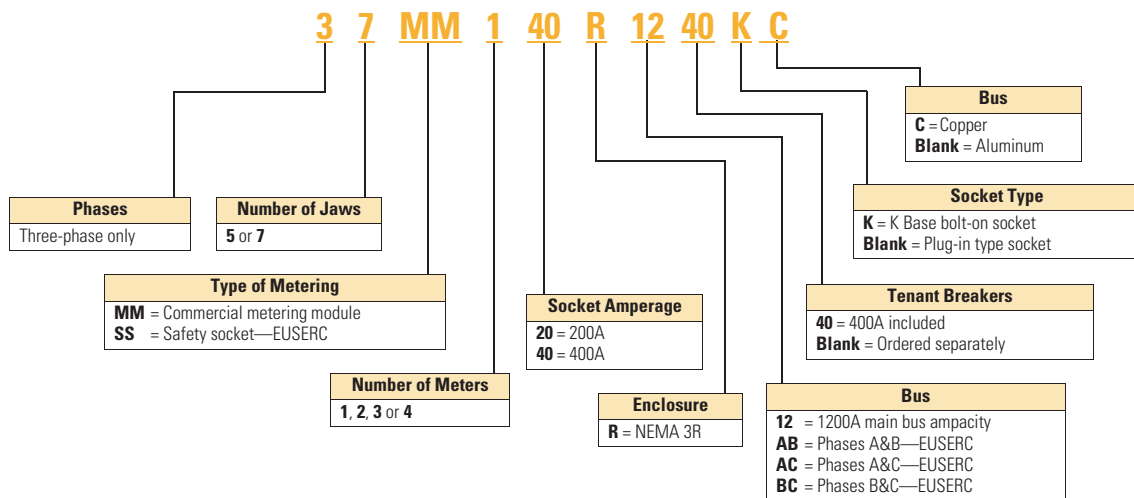 3 7 MM 1 40 R 12 40 K C
Bus
C = Copper
Blank = Aluminum
Phases
Three-phase only
Number of Jaws
5 or 7
Socket Type
K = K Base bolt-on socket
Blank = Plug-in type socket
Type of Metering
MM = Commercial metering module
SS = Safety socket—EUSERC
Socket Amperage
20 = 200A
40 = 400A
Tenant Breakers
40 = 400A included
Blank = Ordered separately
Number of Meters
1, 2, 3 or 4
Enclosure
R = NEMA 3R
Bus
12 = 1200A main bus ampacity
AB = Phases A&B—EUSERC
AC = Phases A&C—EUSERC
BC = Phases B&C—EUSERC